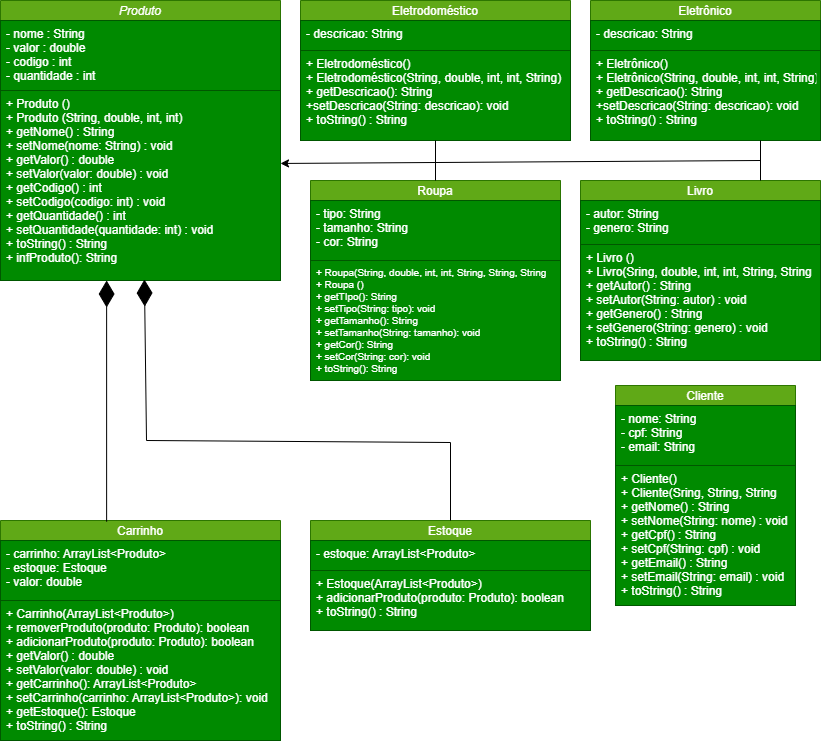 Produto
- nome : String
- valor : double
- codigo : int
- quantidade : int
+ Produto ()
+ Produto (String, double, int, int)
+ getNome() : String
+ setNome(nome: String) : void
+ getValor() : double
+ setValor(valor: double) : void
+ getCodigo() : int
+ setCodigo(codigo: int) : void
+ getQuantidade() : int
+ setQuantidade(quantidade: int) : void
+ toString() : String
+ infProduto(): String
Eletrodoméstico
- descricao: String
+ Eletrodoméstico()
+ Eletrodoméstico(String, double, int, int, String)
+ getDescricao(): String
+setDescricao(String: descricao): void
+ toString() : String
Eletrônico
- descricao: String
+ Eletrônico()
+ Eletrônico(String, double, int, int, String)
+ getDescricao(): String
+setDescricao(String: descricao): void
+ toString() : String
Roupa
- tipo: String
- tamanho: String
- cor: String
+ Roupa(String, double, int, int, String, String, String
+ Roupa ()
+ getTIpo(): String
+ setTipo(String: tipo): void
+ getTamanho(): String
+ setTamanho(String: tamanho): void
+ getCor(): String
+ setCor(String: cor): void
+ toString() : String
Livro
- autor: String
- genero: String
+ Livro ()
+ Livro(Sring, double, int, int, String, String
+ getAutor() : String
+ setAutor(String: autor) : void
+ getGenero() : String
+ setGenero(String: genero) : void
+ toString() : String
Cliente
- nome: String
- cpf: String
- email: String
+ Cliente()
+ Cliente(Sring, String, String
+ getNome() : String
+ setNome(String: nome) : void
+ getCpf() : String
+ setCpf(String: cpf) : void
+ getEmail() : String
+ setEmail(String: email) : void
+ toString() : String
Carrinho
- carrinho: ArrayList<Produto>
- estoque: Estoque
- valor: double
+ Carrinho(ArrayList<Produto>)
+ removerProduto(produto: Produto): boolean
+ adicionarProduto(produto: Produto): boolean
+ getValor() : double
+ setValor(valor: double) : void
+ getCarrinho(): ArrayList<Produto>
+ setCarrinho(carrinho: ArrayList<Produto>): void
+ getEstoque(): Estoque
+ toString() : String
Estoque
- estoque: ArrayList<Produto>
+ Estoque(ArrayList<Produto>)
+ adicionarProduto(produto: Produto): boolean
+ toString() : String